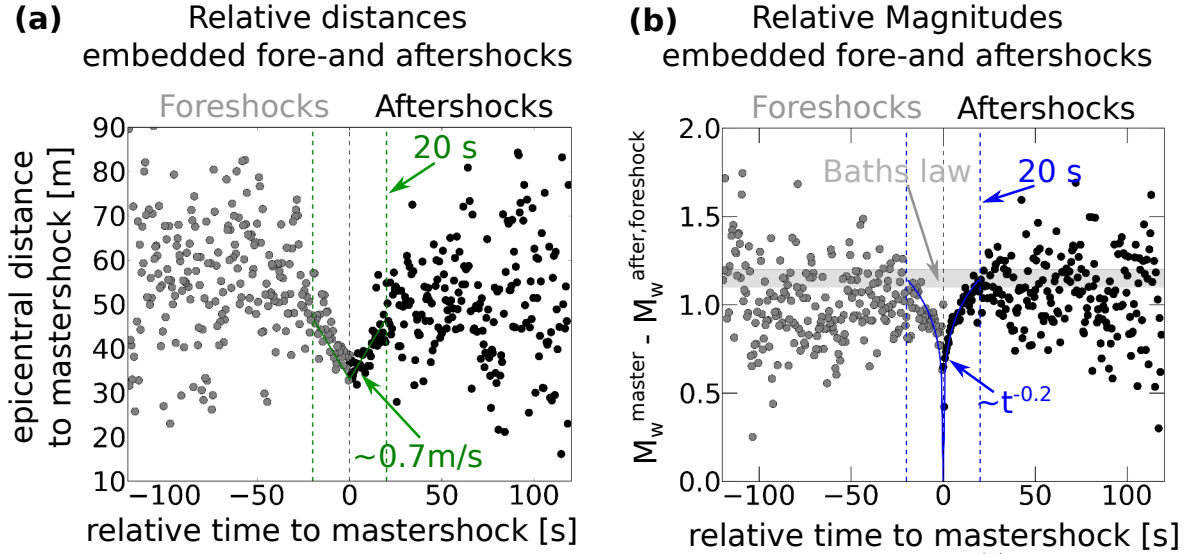 (a)
Relative distances
embedded fore-and aftershocks
Foreshocks
Aftershocks
90
80
70
60
50
40
30
20
10
epicentral distance
to mastershock [m]
20 s
~0.7m/s
−100
−50
0
50
100
relative time to mastershock [s]
(b)
Relative Magnitudes
embedded fore-and aftershocks
Foreshocks
Aftershocks
2.0
1.5
1.0
0.5
0.0
M_w^master - M_w^after,foreshock
Baths law
20 s
~t^-0.2
−100
−50
0
50
100
relative time to mastershock [s]